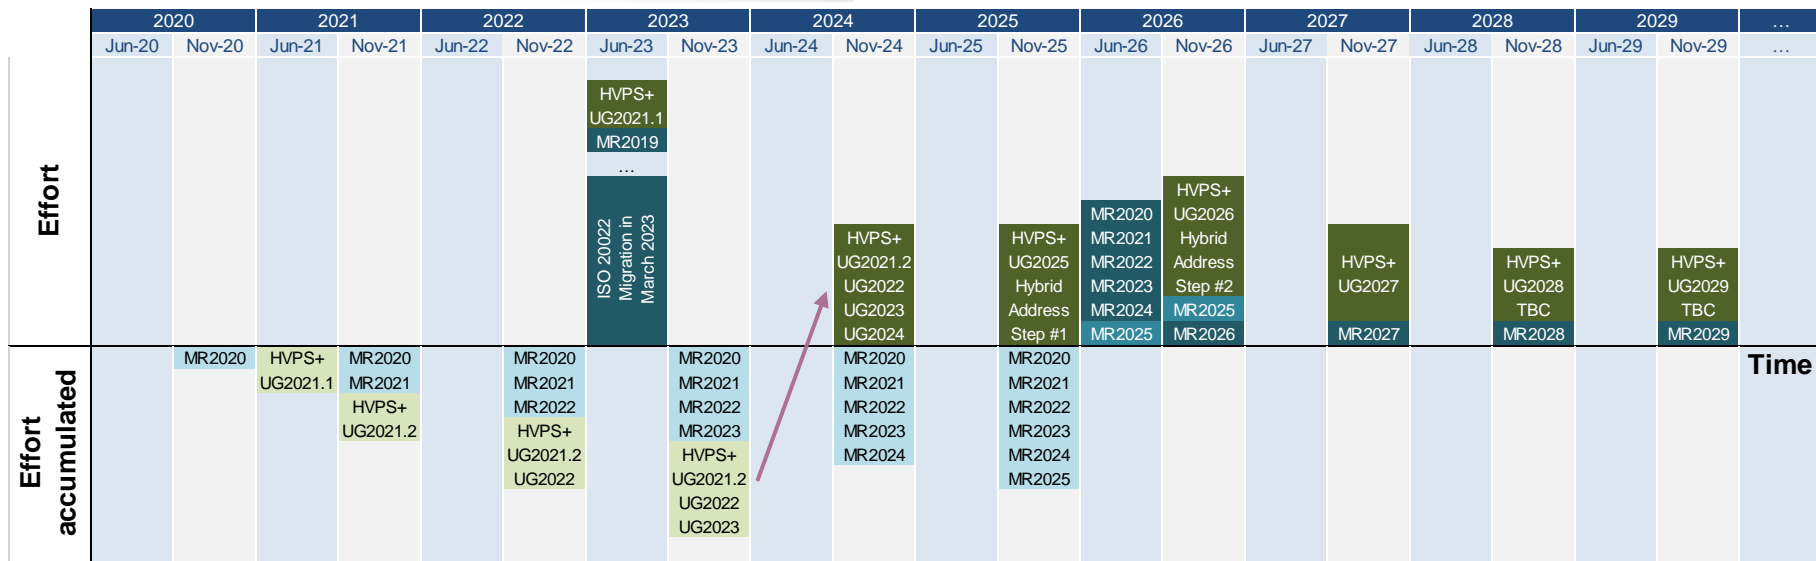 2020 2021 2022 2023 2024 2025 2026 2027 2028 2029 …
Jun-20 Nov-20 Jun-21 Nov-21 Jun-22 Nov-22 Jun-23 Nov-23 Jun-24 Nov-24 Jun-25 Nov-25 Jun-26 Nov-26 Jun-27 Nov-27 Jun-28 Nov-28 Jun-29 Nov-29 …
Effort
HVPS+
UG2021.1
MR2019
…
ISO 20022
Migration in
March 2023
HVPS+
UG2021.2
UG2022
UG2023
UG2024
HVPS+
UG2025
Hybrid
Address
Step #1
MR2020
MR2021
MR2022
MR2023
MR2024
MR2025
HVPS+
UG2026
Hybrid
Address
Step #2
MR2025
MR2026
HVPS+
UG2027
MR2027
HVPS+
UG2028
TBC
MR2028
HVPS+
UG2029
TBC
MR2029
Time
Effort
accumulated
MR2020
HVPS+
UG2021.1
MR2020
MR2021
HVPS+
UG2021.2
MR2020
MR2021
MR2022
HVPS+
UG2021.2
UG2022
MR2020
MR2021
MR2022
MR2023
HVPS+
UG2021.2
UG2022
UG2023
MR2020
MR2021
MR2022
MR2023
MR2024
MR2020
MR2021
MR2022
MR2023
MR2024
MR2025